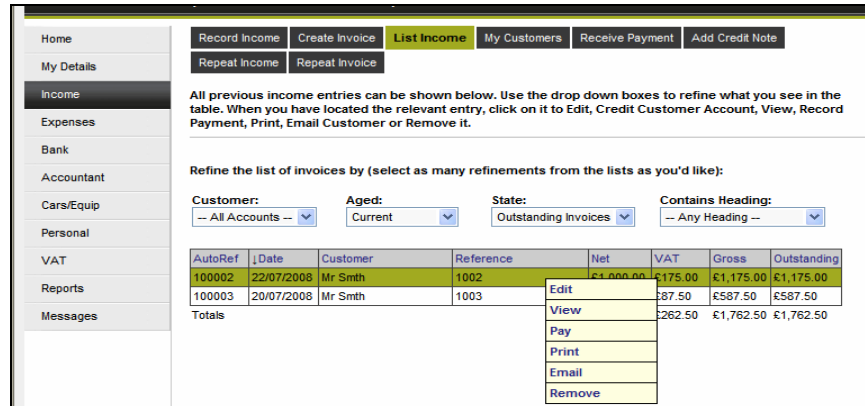 Home
My Details
Income
Expenses
Bank
Accountant
Cars/Equip
Personal
VAT
Reports
Messages
Record Income Create Invoice List Income My Customers Receive Payment Add Credit Note
Repeat Income Repeat Invoice
All previous income entries can be shown below. Use the drop down boxes to refine what you see in the
table. When you have located the relevant entry, click on it to Edit, Credit Customer Account, View, Record
Payment, Print, Email Customer or Remove it.
Refine the list of invoices by (select as many refinements from the lists as you'd like):
Customer: Aged: State: Contains Heading:
-- All Accounts -- Current Outstanding Invoices -- Any Heading --
AutoRef ↓Date Customer Reference Net VAT Gross Outstanding
100002 22/07/2008 Mr Smth 1002 £1,000.00 £175.00 £1,175.00 £1,175.00
100003 20/07/2008 Mr Smth 1003 £87.50 £587.50 £587.50
Totals £262.50 £1,762.50 £1,762.50
Edit
View
Pay
Print
Email
Remove